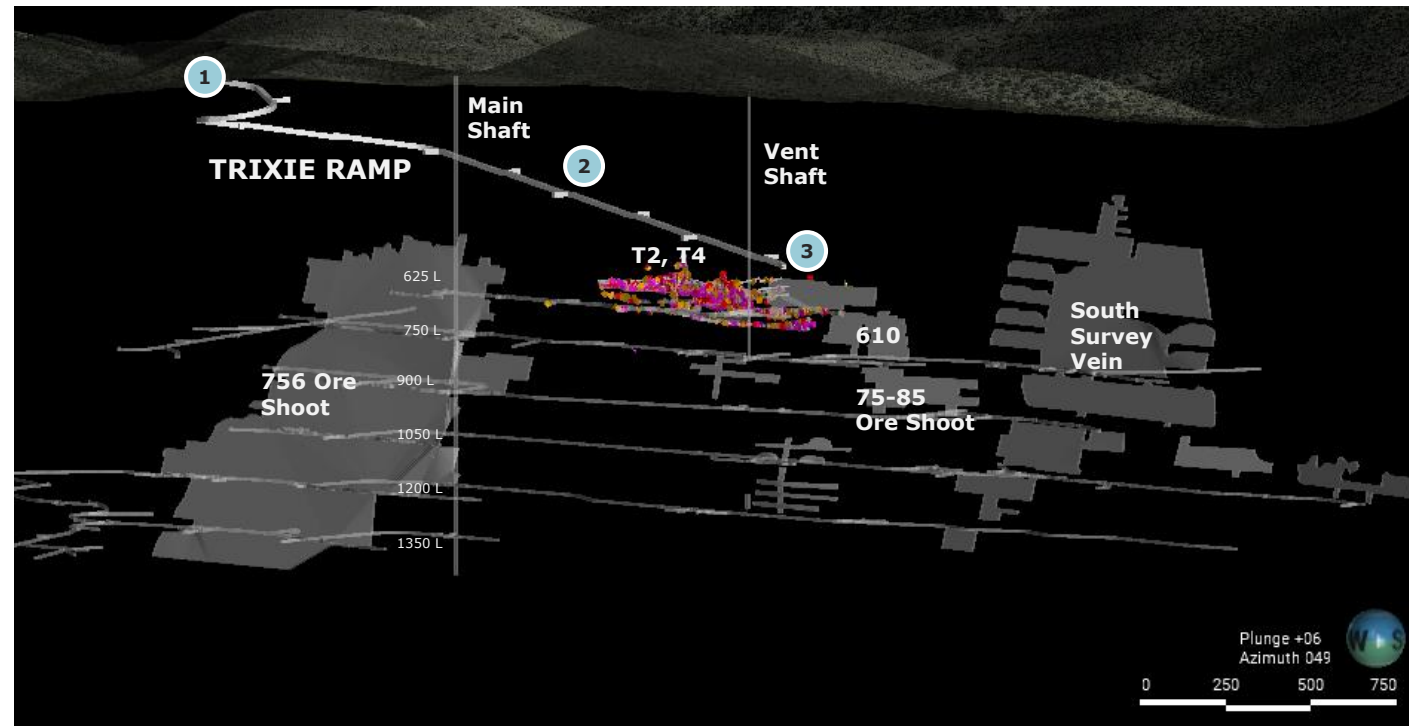 1
Main
Shaft
2
TRIXIE RAMP
Vent
Shaft
3
T2, T4
625 L
750 L
610
South
Survey
Vein
756 Ore
Shoot
900 L
75-85
Ore Shoot
1050 L
1200 L
1350 L
Plunge +06
Azimuth 049
W S
0 250 500 750